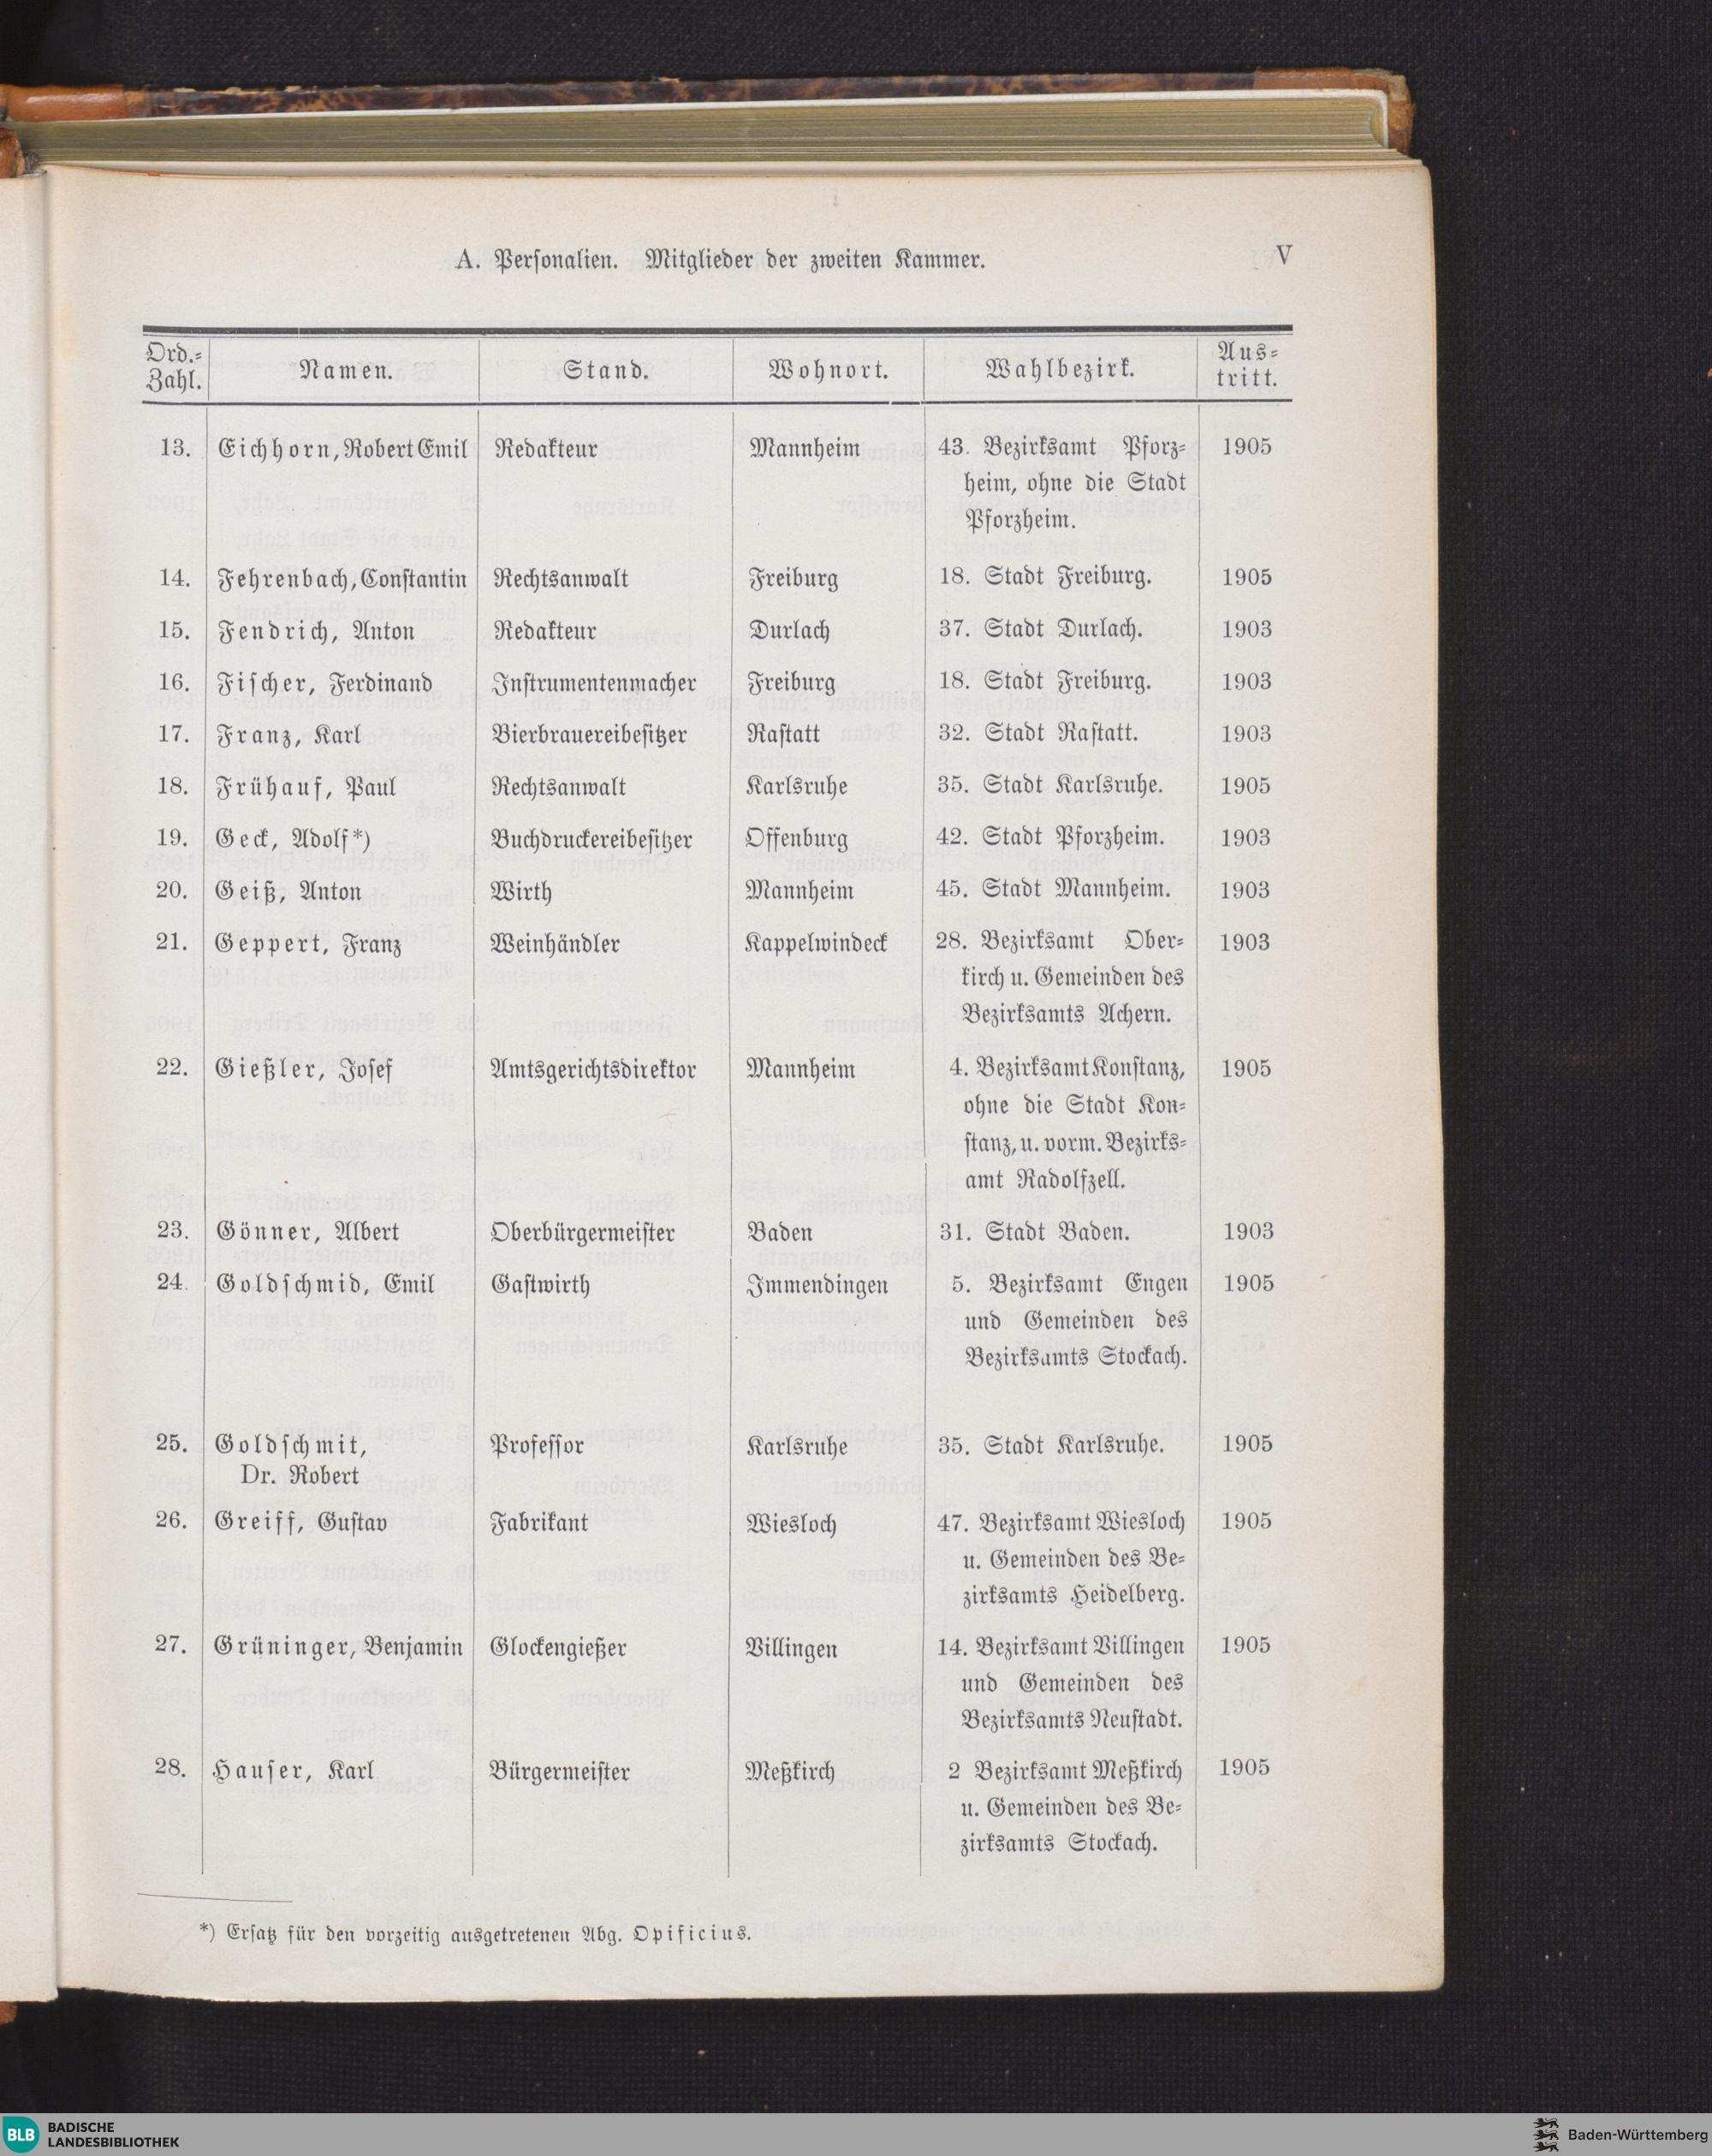 A. Perſonalien. Mitglieder der zweiten Kammer. V
Ord.= Zahl. Namen. Stand. Wohnort. Wahlbezirk. Aus= tritt.
13. Eichhorn, Robert Emil Redakteur Mannheim 43. Bezirksamt Pforz= 1905
heim, ohne die Stadt
Pforzheim.
14. Fehrenbach, Conſtantin Rechtsanwalt Freiburg 18. Stadt Freiburg. 1905
15. Fendrich, Anton Redakteur Durlach 37. Stadt Durlach. 1903
16. Fiſcher, Ferdinand Inſtrumentenmacher Freiburg 18. Stadt Freiburg. 1903
17. Franz, Karl Bierbrauereibeſitzer Raſtatt 32. Stadt Raſtatt. 1903
18. Frühauf, Paul Rechtsanwalt Karlsruhe 35. Stadt Karlsruhe. 1905
19. Geck, Adolf*) Buchdruckereibeſitzer Offenburg 42. Stadt Pforzheim. 1903
20. Geiß, Anton Wirth Mannheim 45. Stadt Mannheim. 1903
21. Geppert, Franz Weinhändler Kappelwindeck 28. Bezirksamt Ober= 1903
kirch u. Gemeinden des
Bezirksamts Achern.
22. Gießler, Joſef Amtsgerichtsdirektor Mannheim 4. Bezirksamt Konſtanz, 1905
ohne die Stadt Kon=
ſtanz, u. vorm. Bezirks=
amt Radolfzell.
23. Gönner, Albert Oberbürgermeiſter Baden 31. Stadt Baden. 1903
24. Goldſchmid, Emil Gaſtwirth Immendingen 5. Bezirksamt Engen 1905
und Gemeinden des
Bezirksamts Stockach.
25. Goldſchmit, Profeſſor Karlsruhe 35. Stadt Karlsruhe. 1905
Dr. Robert
26. Greiff, Guſtav Fabrikant Wiesloch 47. Bezirksamt Wiesloch 1905
u. Gemeinden des Be=
zirksamts Heidelberg.
27. Grüninger, Benjamin Glockengießer Villingen 14. Bezirksamt Villingen 1905
und Gemeinden des
Bezirksamts Neuſtadt.
28. Hauſer, Karl Bürgermeiſter Meßkirch 2 Bezirksamt Meßkirch 1905
u. Gemeinden des Be=
zirksamts Stockach.
*) Erſatz für den vorzeitig ausgetretenen Abg. Opificius.
BLB BADISCHE
LANDESBIBLIOTHEK
Baden-Württemberg